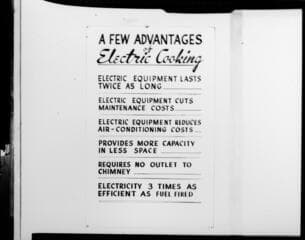 A FEW ADVANTAGES
of
Electric Cooking
ELECTRIC EQUIPMENT LASTS
TWICE AS LONG
ELECTRIC EQUIPMENT CUTS
MAINTENANCE COSTS
ELECTRIC EQUIPMENT REDUCES
AIR-CONDITIONING COSTS
PROVIDES MORE CAPACITY
IN LESS SPACE
REQUIRES NO OUTLET TO
CHIMNEY
ELECTRICITY 3 TIMES AS
EFFICIENT AS FUEL FIRED